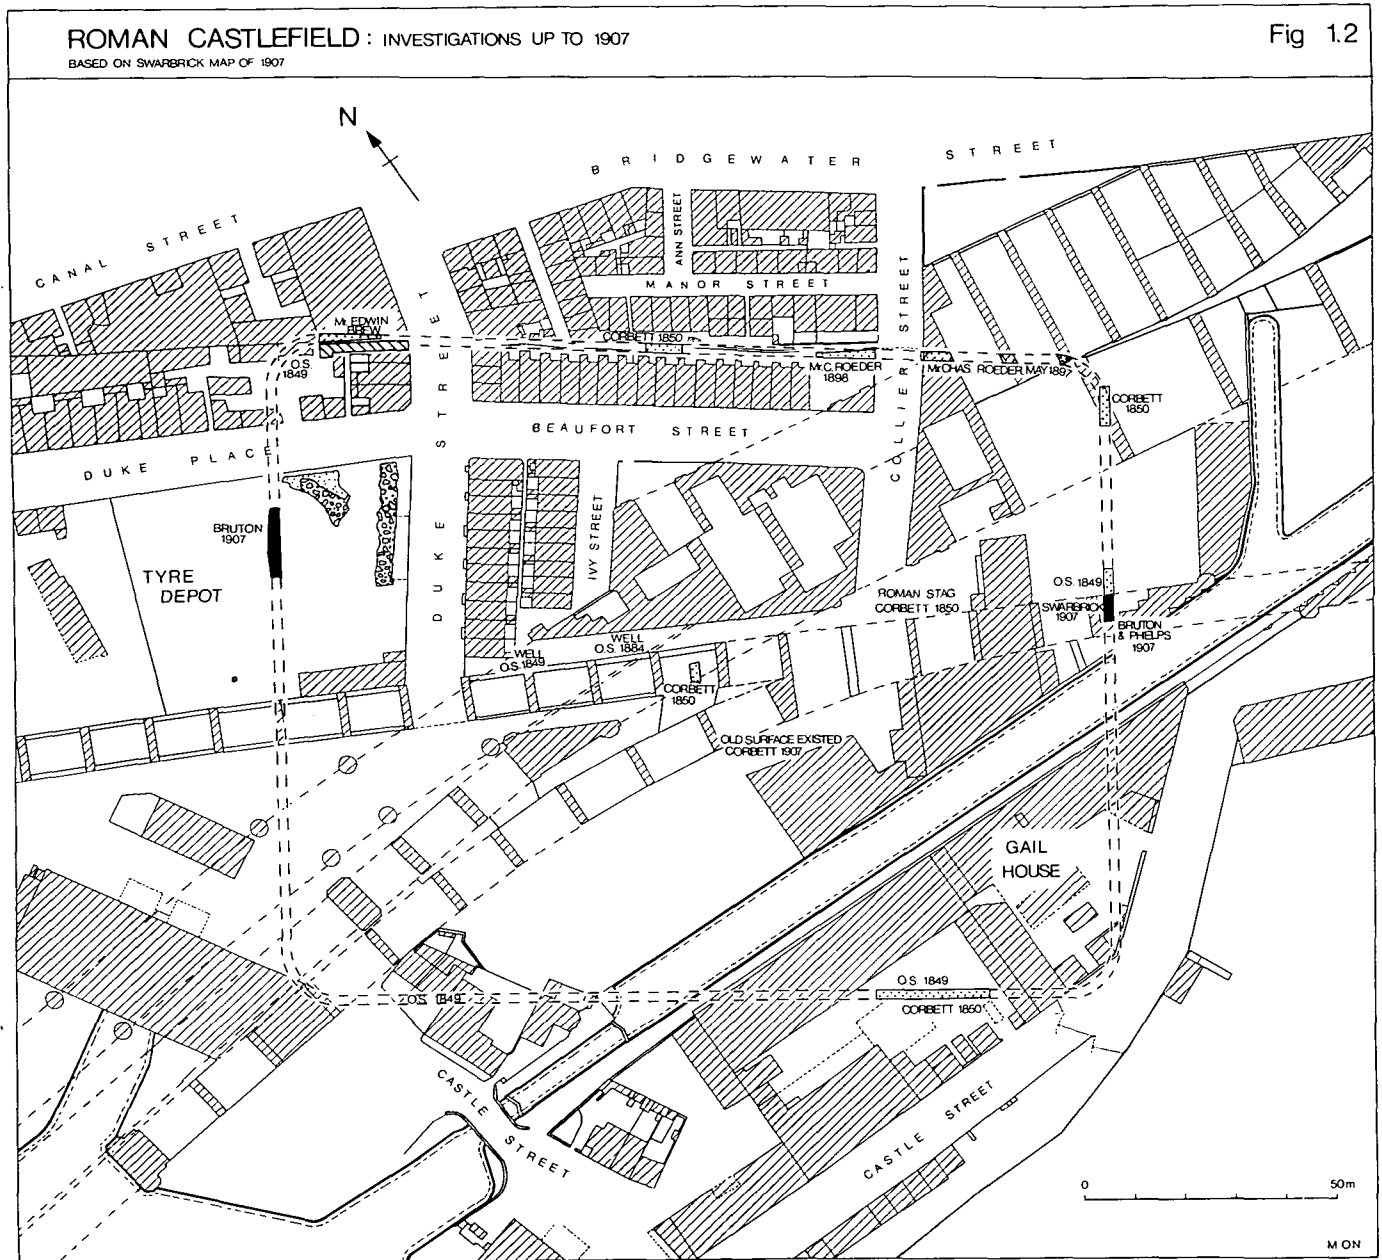 ROMAN CASTLEFIELD : INVESTIGATIONS UP TO 1907
BASED ON SWARBRICK MAP OF 1907
Fig 1.2
N
BRIDGEWATER STREET
CANAL STREET
ANN STREET
MANOR STREET
COLLIER STREET
DUKE STREET
Mr. EDWIN
BREW
O.S.
1849
CORBETT 1850
Mr.C. ROEDER
1898
Mr.CHAS. ROEDER, MAY 1897
CORBETT
1850
BEAUFORT STREET
DUKE PLACE
IVY STREET
BRUTON
1907
TYRE
DEPOT
DUKE STREET
O.S. 1849
ROMAN STAG
CORBETT 1850
SWARBRICK
1907
BRUTON
& PHELPS
1907
WELL
O.S. 1884
WELL
O.S. 1849
CORBETT
1850
OLD SURFACE EXISTED
CORBETT 1907
GAIL
HOUSE
O.S. 1849
O.S. 1849
CORBETT 1850
CASTLE STREET
CASTLE STREET
0 50m
M ON